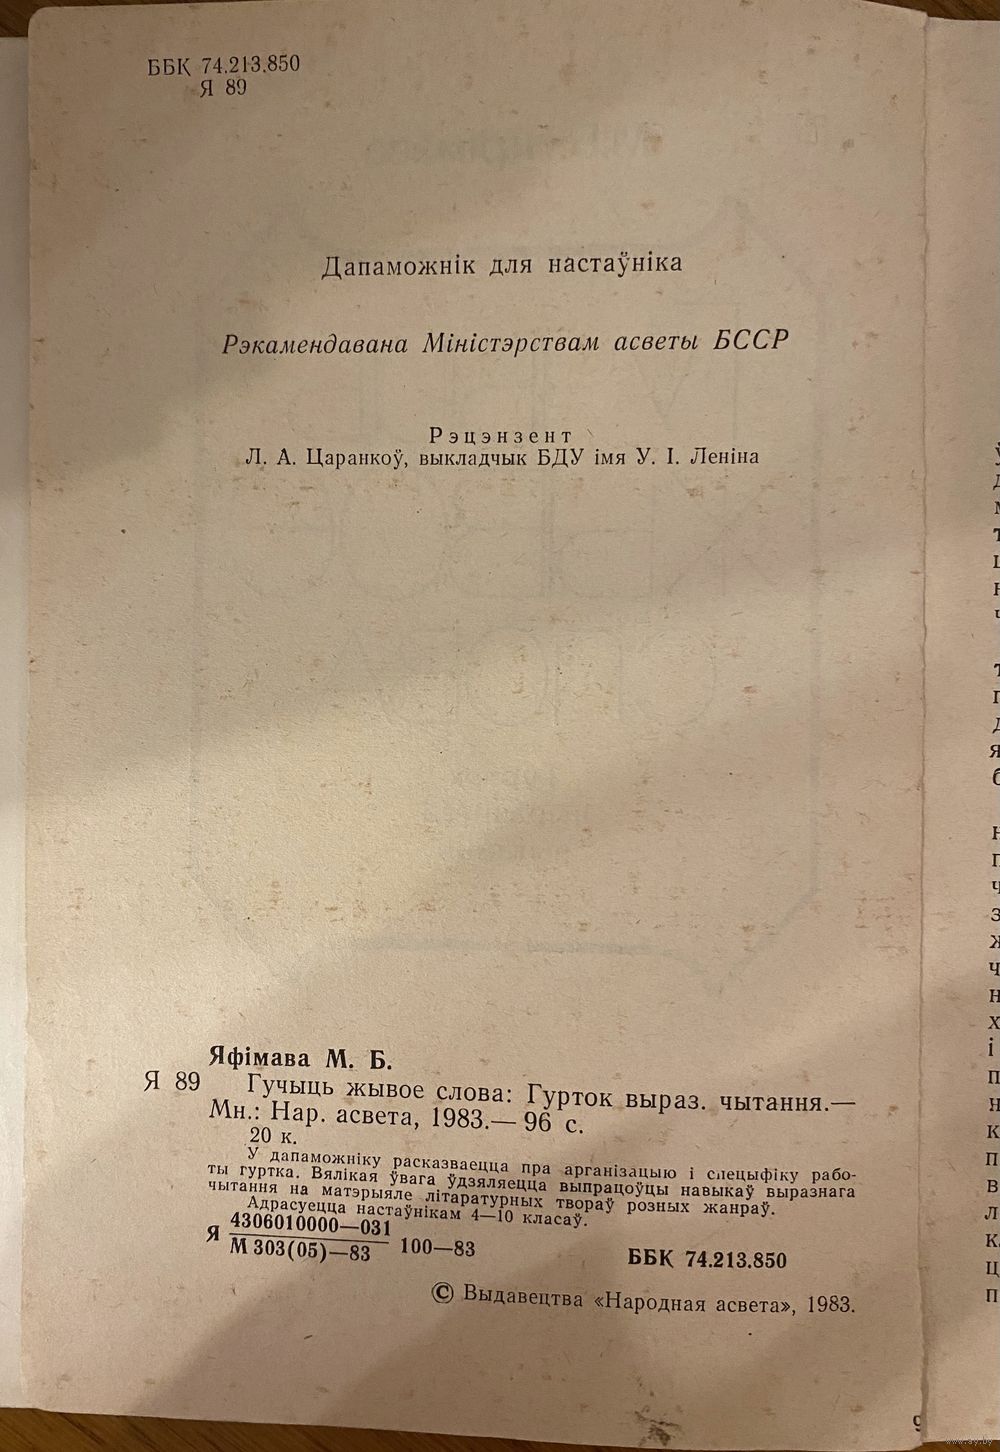 ББК 74.213.850
Я 89
Дапаможнік для настаўніка
Рэкамендавана Міністэрствам асветы БССР
Рэцэнзент
Л. А. Царанкоў, выкладчык БДУ імя У. І. Леніна
Яфімава М. Б.
Я 89 Гучыць жывое слова: Гурток выраз. чытання.—
Мн.: Нар. асвета, 1983.— 96 с.
20 к.
У дапаможніку расказваецца пра арганізацыю і спецыфіку рабо-
ты гуртка. Вялікая ўвага ўдзяляецца выпрацоўцы навыкаў выразнага
чытання на матэрыяле літаратурных твораў розных жанраў.
Адрасуецца настаўнікам 4—10 класаў.
Я 4306010000—031
М 303(05)—83 100—83
ББК 74.213.850
© Выдавецтва «Народная асвета», 1983.
www.ay.by